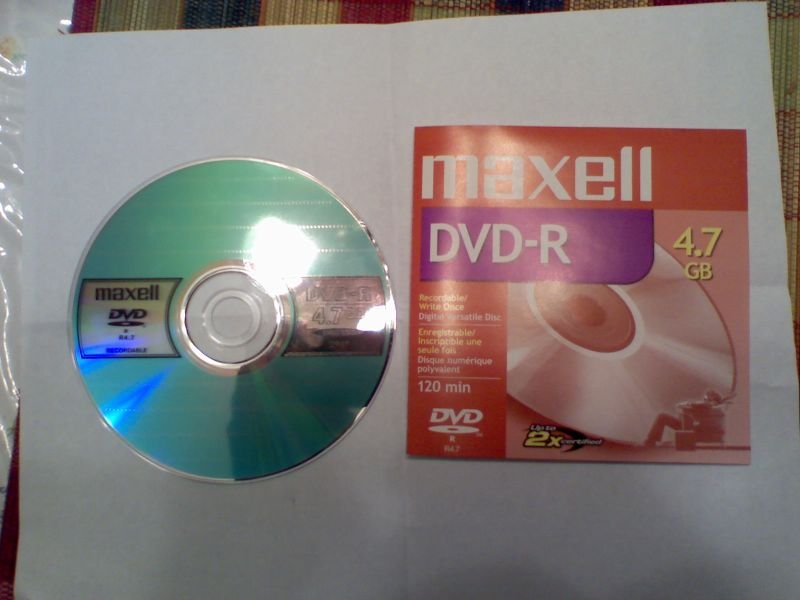 maxell
DVD
R
R4.7
RECORDABLE
DVD-R
4.7
maxell
DVD-R
4.7
GB
Recordable/
Write Once
Digital Versatile Disc
Enregistrable/
Inscriptible une
seule fois
Disque numérique
polyvalent
120 min
DVD
R
R4.7
Up to
2x certified